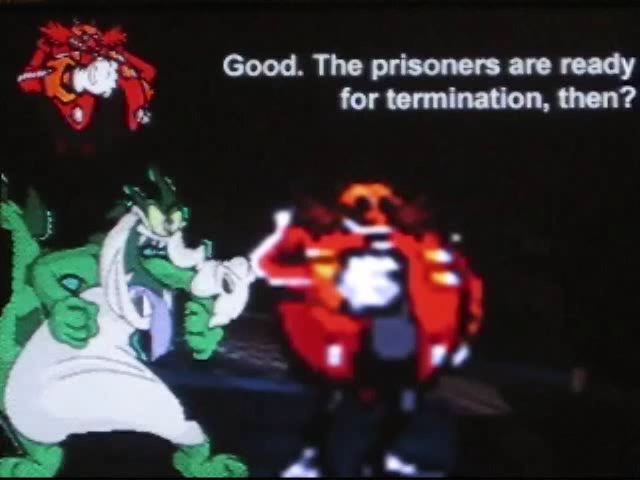 Good. The prisoners are ready
for termination, then?